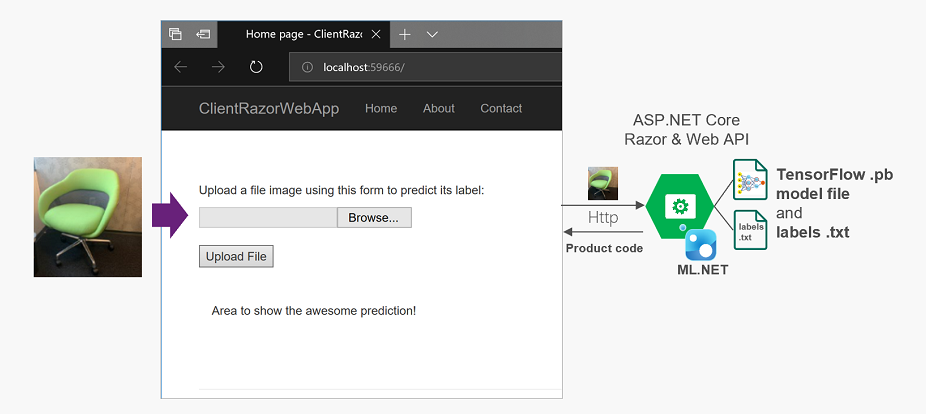 Home page - ClientRazo
localhost:59666/
ClientRazorWebApp Home About Contact
Upload a file image using this form to predict its label:
Browse...
Upload File
Area to show the awesome prediction!
Http
Product code
ASP.NET Core
Razor & Web API
ML.NET
labels
.txt
TensorFlow .pb
model file
and
labels .txt